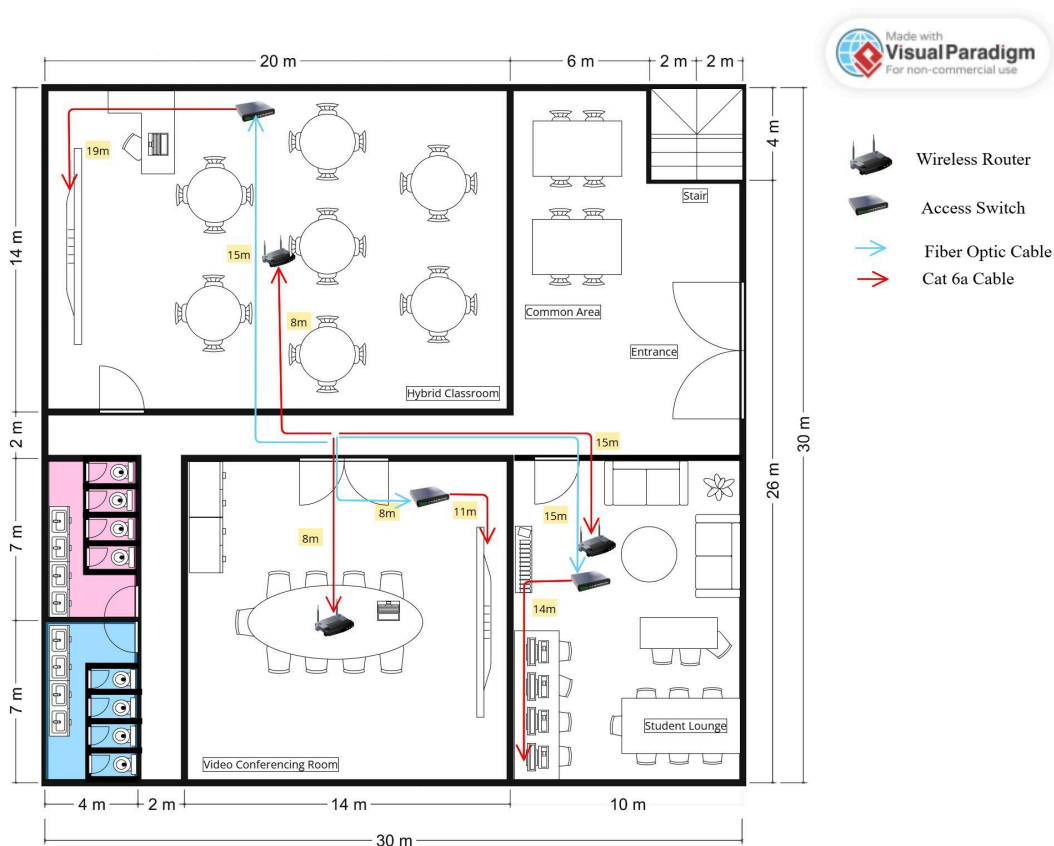 Made with
Visual Paradigm
For non-commercial use
20 m
6 m
2 m
2 m
14 m
2 m
7 m
7 m
4 m
26 m
30 m
19m
15m
8m
Hybrid Classroom
Common Area
Stair
Entrance
15m
8m
11m
8m
15m
14m
Video Conferencing Room
Student Lounge
4 m
2 m
14 m
10 m
30 m
Wireless Router
Access Switch
Fiber Optic Cable
Cat 6a Cable